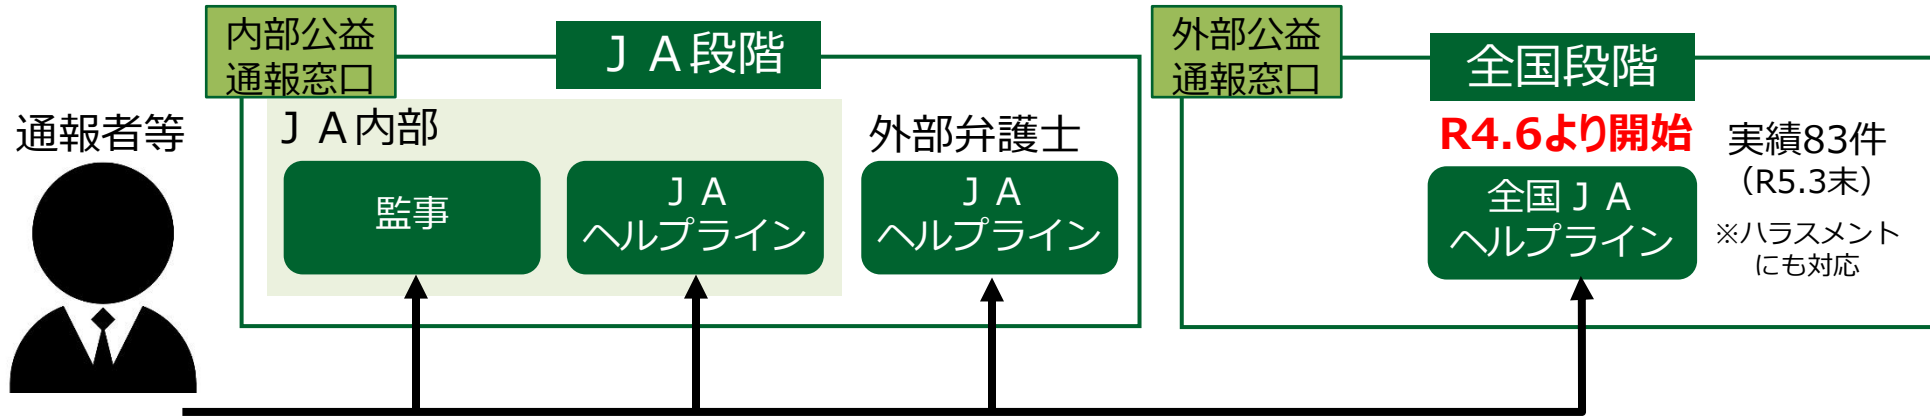 通報者等
内部公益
通報窓口
ＪＡ段階
ＪＡ内部
監事
ＪＡ
ヘルプライン
外部弁護士
ＪＡ
ヘルプライン
外部公益
通報窓口
全国段階
R4.6より開始
全国ＪＡ
ヘルプライン
実績83件
（R5.3末）
※ハラスメント
にも対応